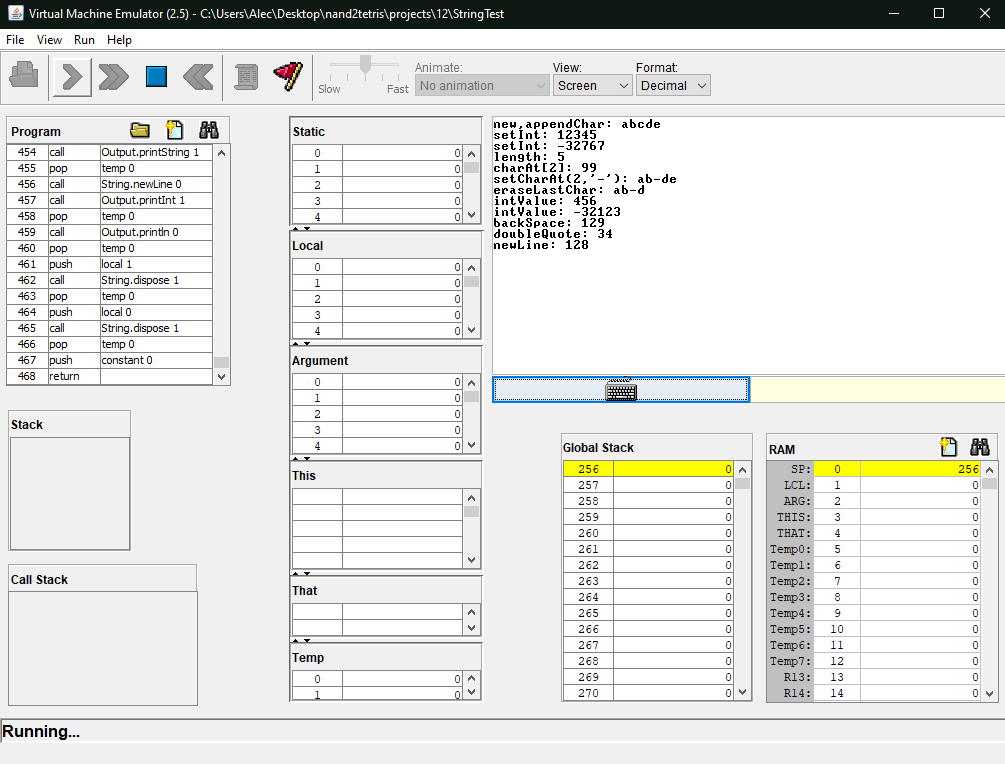 Virtual Machine Emulator (2.5) - C:\Users\Alec\Desktop\nand2tetris\projects\12\StringTest
File View Run Help
Slow Fast
Animate:
No animation
View:
Screen
Format:
Decimal
Program
454 call Output.printString 1
455 pop temp 0
456 call String.newLine 0
457 call Output.printInt 1
458 pop temp 0
459 call Output.println 0
460 pop temp 0
461 push local 1
462 call String.dispose 1
463 pop temp 0
464 push local 0
465 call String.dispose 1
466 pop temp 0
467 push constant 0
468 return
Stack
Call Stack
Static
0 0
1 0
2 0
3 0
4 0
Local
0 0
1 0
2 0
3 0
4 0
Argument
0 0
1 0
2 0
3 0
4 0
This
That
Temp
0 0
1 0
new,appendChar: abcde
setInt: 12345
setInt: -32767
length: 5
charAt[2]: 99
setCharAt(2,'-'): ab-de
eraseLastChar: ab-d
intValue: 456
intValue: -32123
backSpace: 129
doubleQuote: 34
newLine: 128
Global Stack
256 0
257 0
258 0
259 0
260 0
261 0
262 0
263 0
264 0
265 0
266 0
267 0
268 0
269 0
270 0
RAM
SP: 0 256
LCL: 1 0
ARG: 2 0
THIS: 3 0
THAT: 4 0
Temp0: 5 0
Temp1: 6 0
Temp2: 7 0
Temp3: 8 0
Temp4: 9 0
Temp5: 10 0
Temp6: 11 0
Temp7: 12 0
R13: 13 0
R14: 14 0
Running...